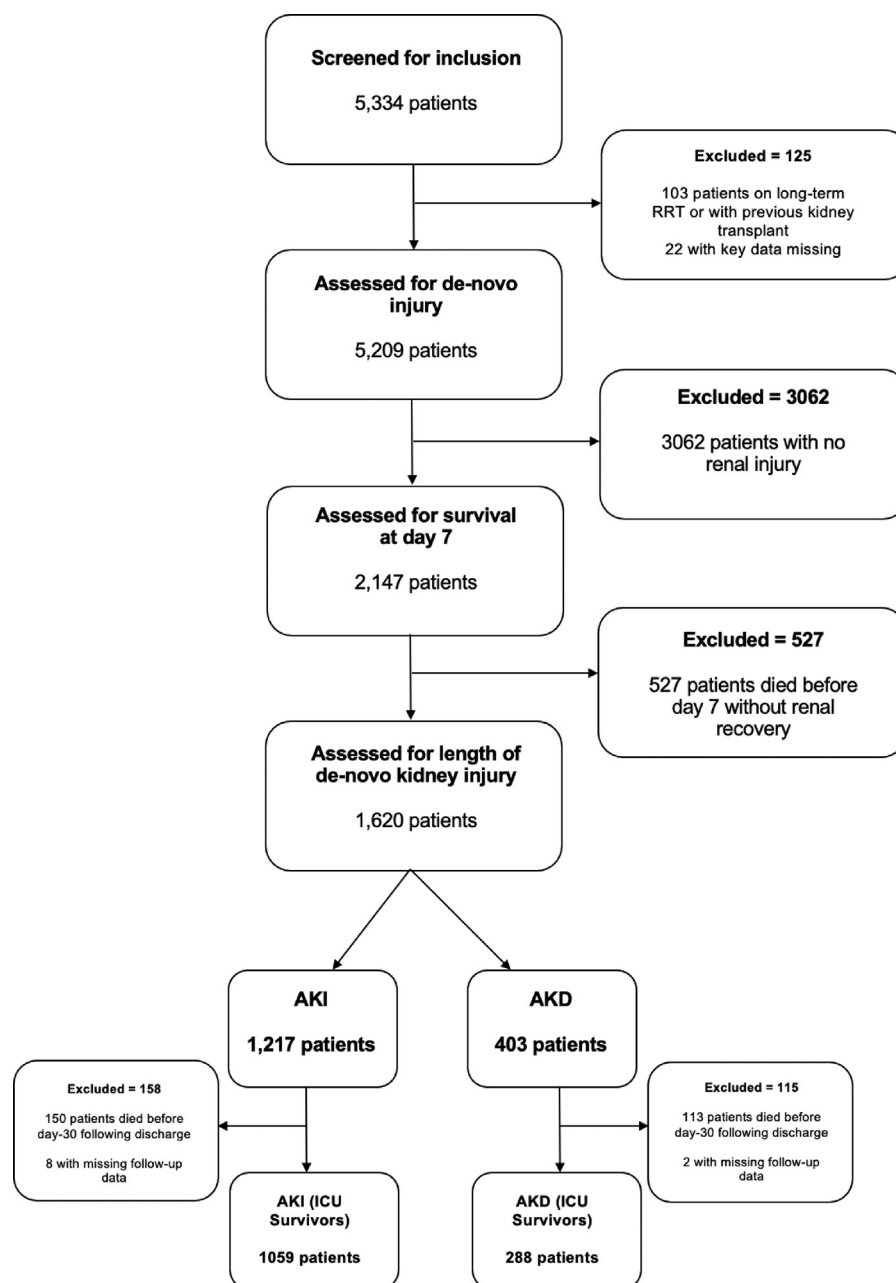 Screened for inclusion
5,334 patients
Excluded = 125
103 patients on long-term
RRT or with previous kidney
transplant
22 with key data missing
Assessed for de-novo
injury
5,209 patients
Excluded = 3062
3062 patients with no
renal injury
Assessed for survival
at day 7
2,147 patients
Excluded = 527
527 patients died before
day 7 without renal
recovery
Assessed for length of
de-novo kidney injury
1,620 patients
AKI
1,217 patients
AKD
403 patients
Excluded = 158
150 patients died before
day-30 following discharge
8 with missing follow-up
data
Excluded = 115
113 patients died before
day-30 following discharge
2 with missing follow-up
data
AKI (ICU
Survivors)
1059 patients
AKD (ICU
Survivors)
288 patients